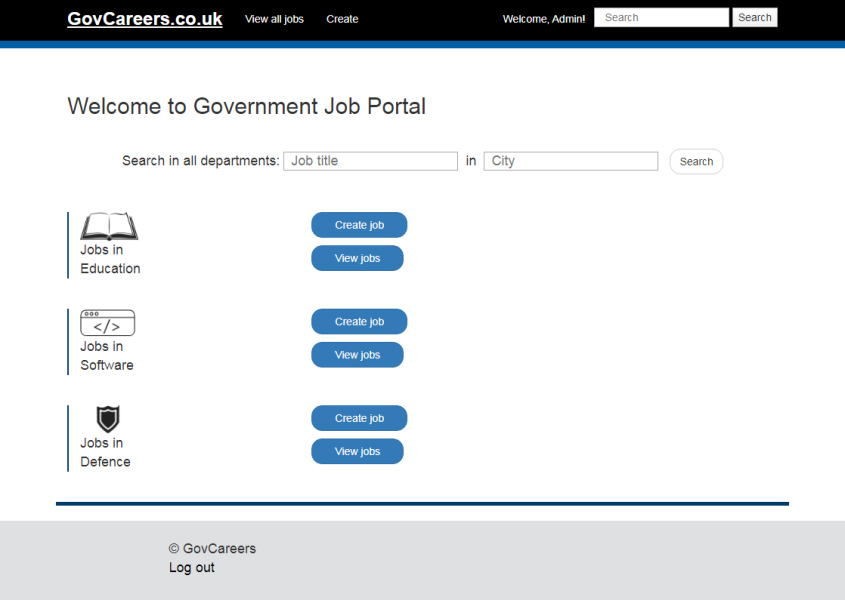 GovCareers.co.uk View all jobs Create Welcome, Admin! Search Search
Welcome to Government Job Portal
Search in all departments: Job title in City Search
Create job
Jobs in
Education
View jobs
</>
Create job
Jobs in
Software
View jobs
Create job
Jobs in
Defence
View jobs
© GovCareers
Log out